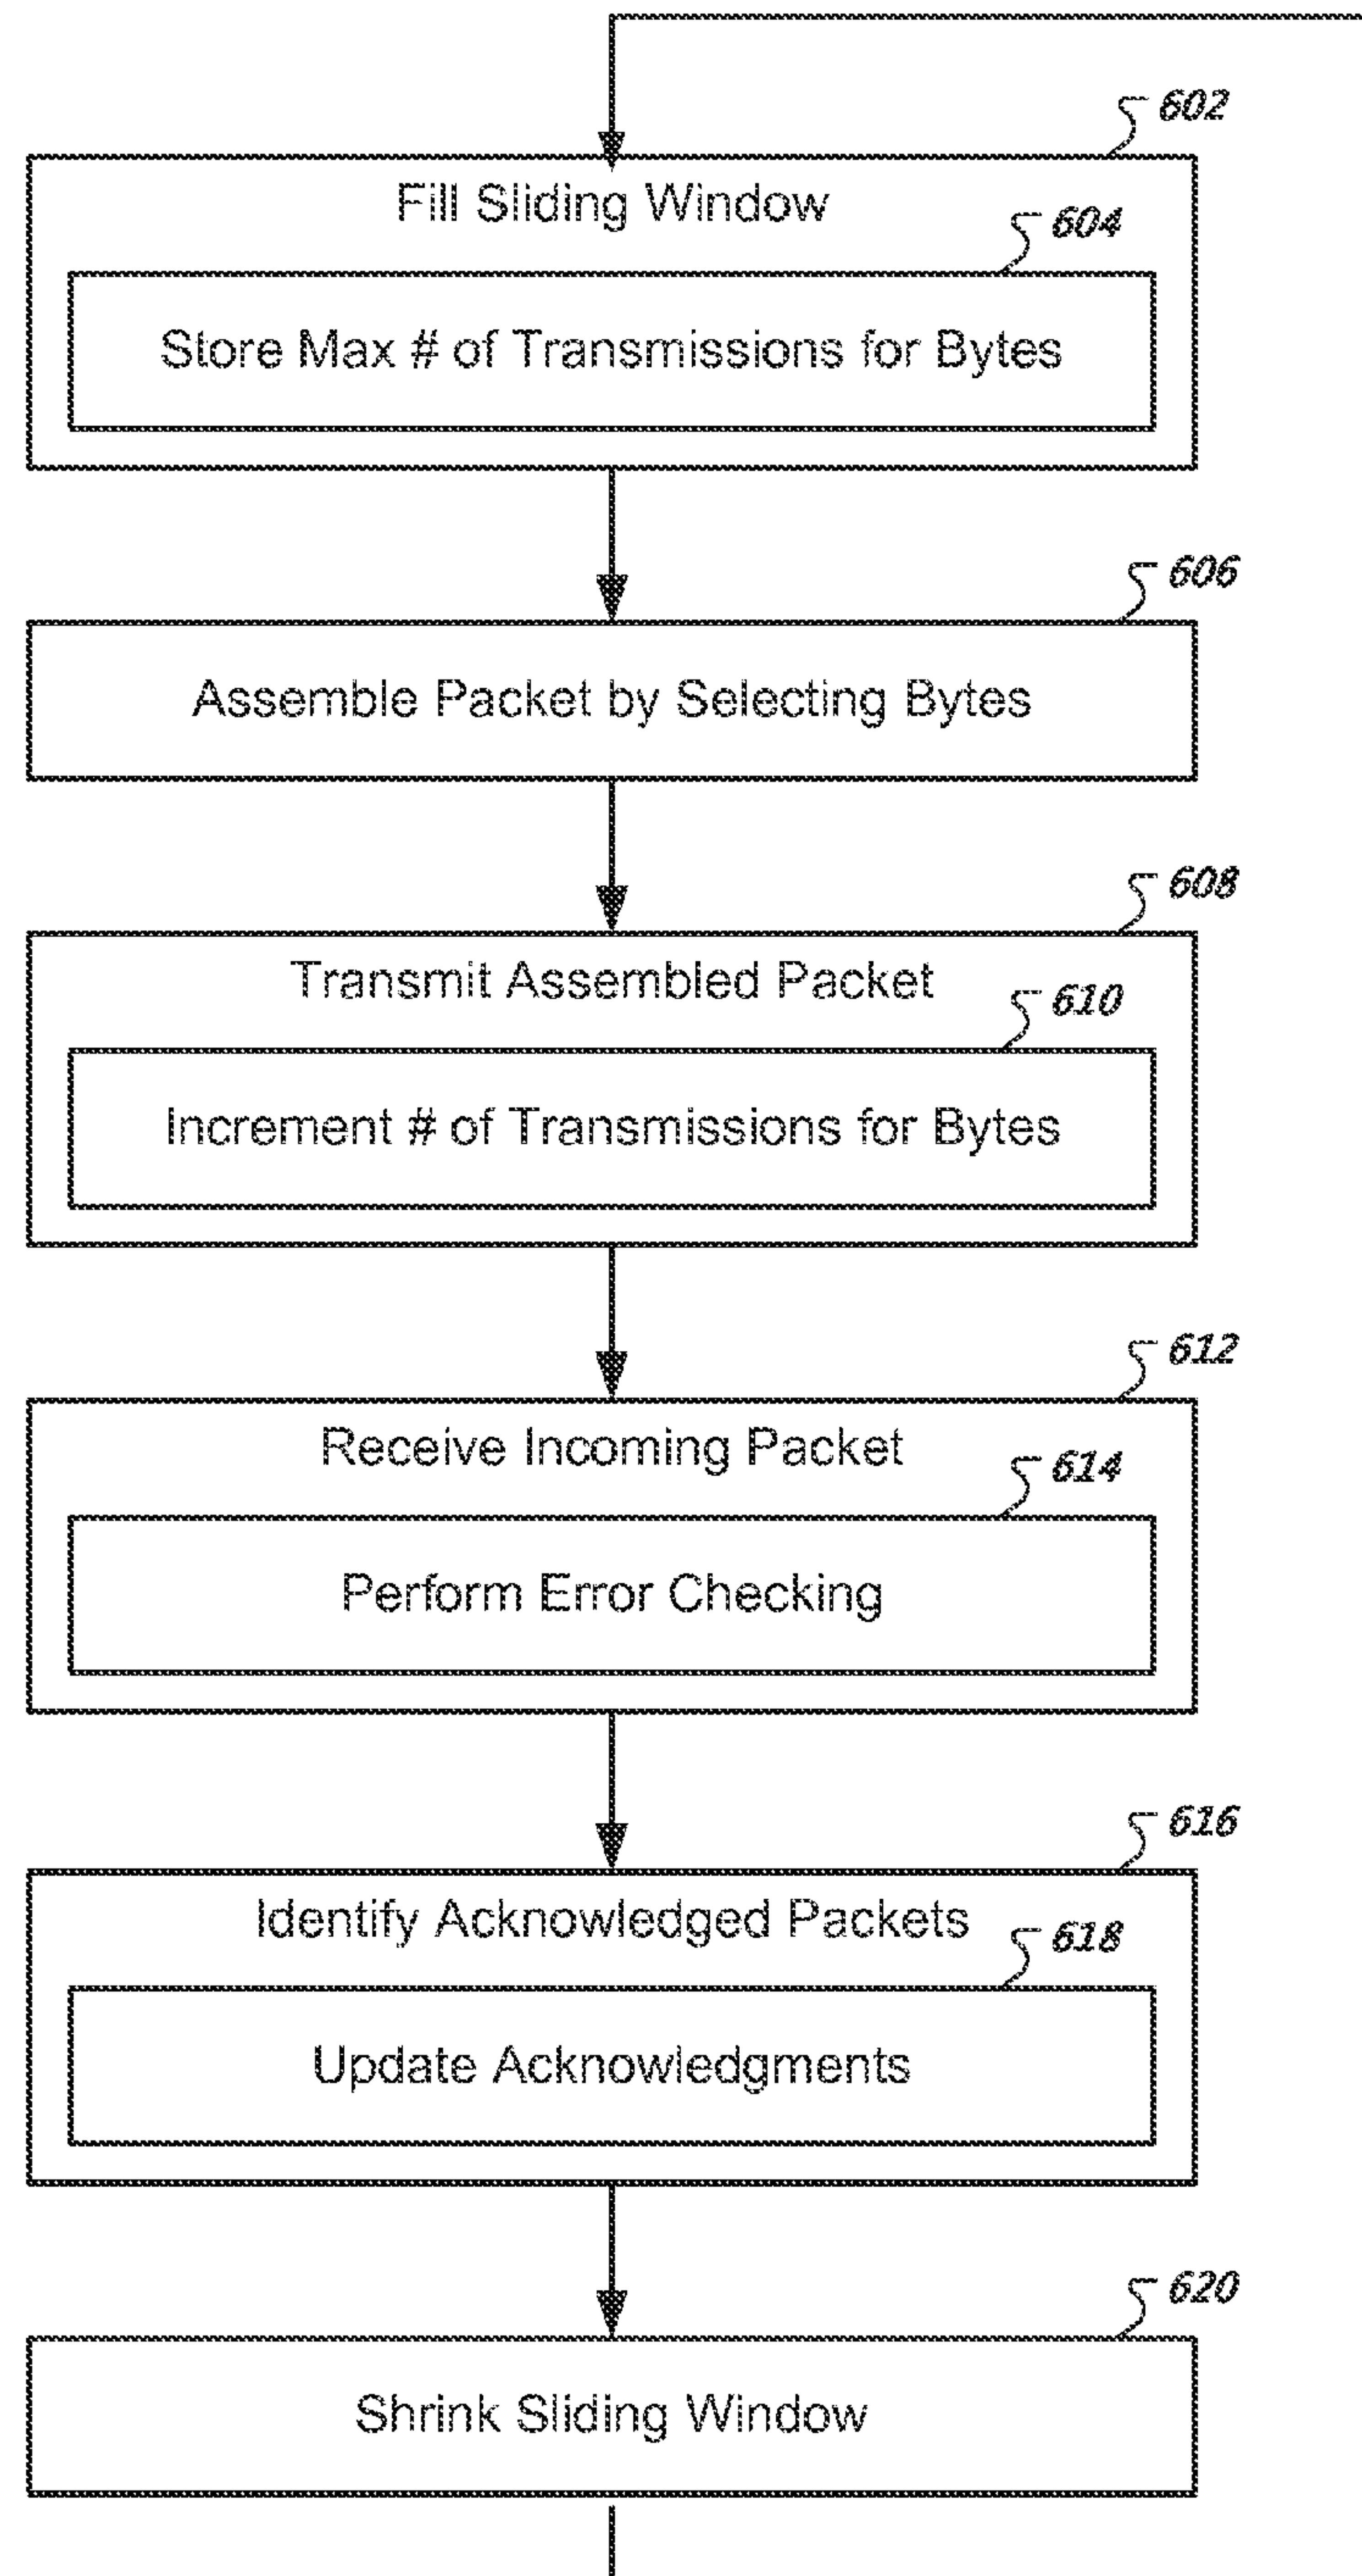 602
Fill Sliding Window
604
Store Max # of Transmissions for Bytes
606
Assemble Packet by Selecting Bytes
608
Transmit Assembled Packet
610
Increment # of Transmissions for Bytes
612
Receive Incoming Packet
614
Perform Error Checking
616
Identify Acknowledged Packets
618
Update Acknowledgments
620
Shrink Sliding Window